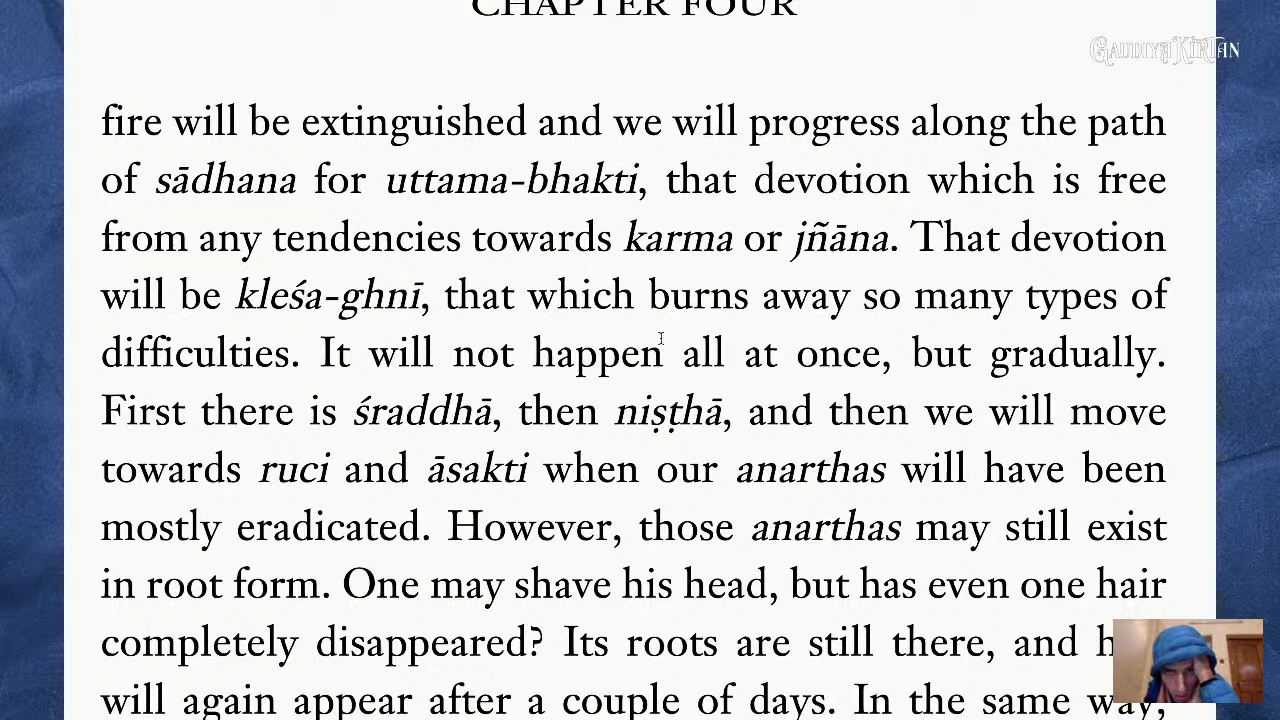 CHAPTER FOUR
GAUDIYA KIRTAN
fire will be extinguished and we will progress along the path
of sādhana for uttama-bhakti, that devotion which is free
from any tendencies towards karma or jñāna. That devotion
will be kleśa-ghnī, that which burns away so many types of
difficulties. It will not happen all at once, but gradually.
First there is śraddhā, then niṣṭhā, and then we will move
towards ruci and āsakti when our anarthas will have been
mostly eradicated. However, those anarthas may still exist
in root form. One may shave his head, but has even one hair
completely disappeared? Its roots are still there, and
will again appear after a couple of days. In the same way,